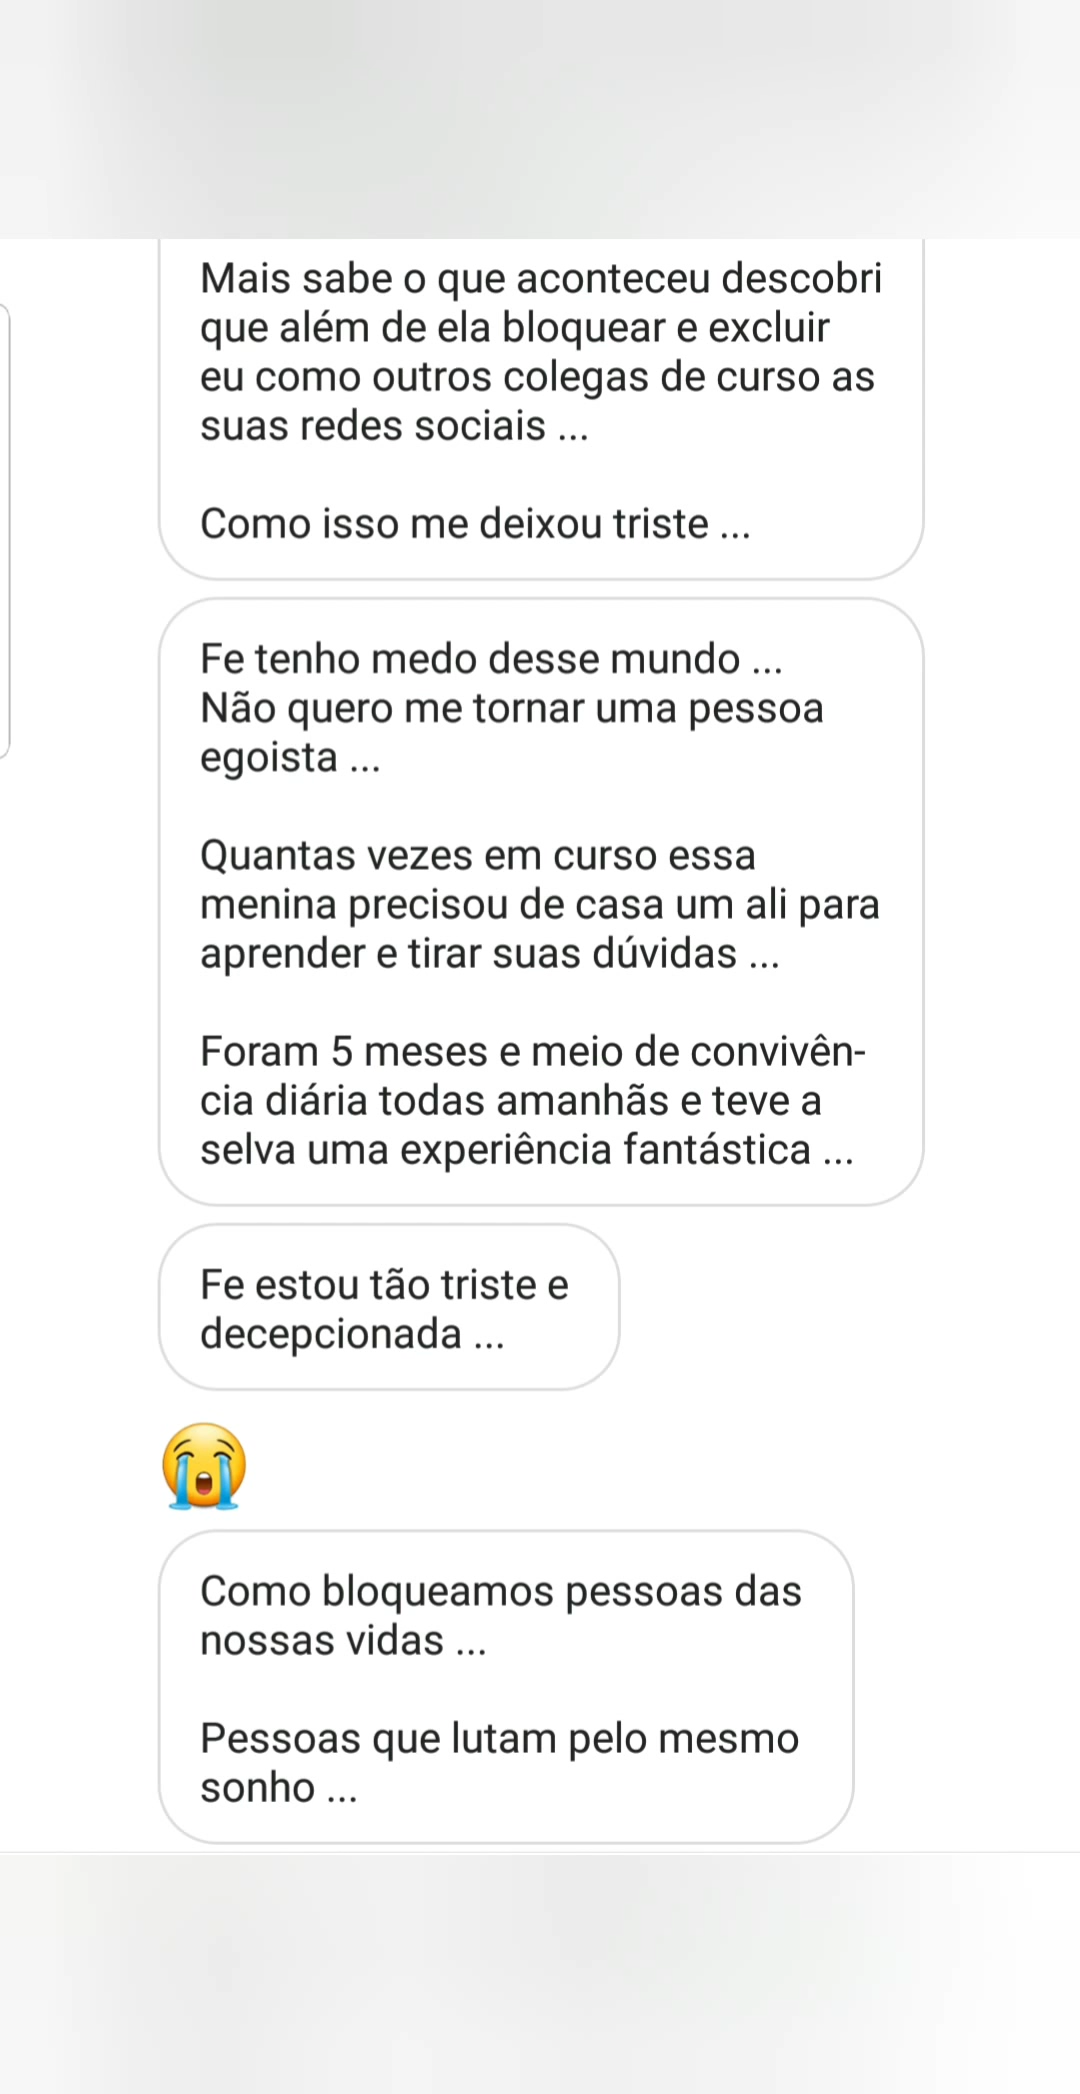 Mais sabe o que aconteceu descobri
que além de ela bloquear e excluir
eu como outros colegas de curso as
suas redes sociais ...
Como isso me deixou triste ...
Fe tenho medo desse mundo ...
Não quero me tornar uma pessoa
egoista ...
Quantas vezes em curso essa
menina precisou de casa um ali para
aprender e tirar suas dúvidas ...
Foram 5 meses e meio de convivên-
cia diária todas amanhãs e teve a
selva uma experiência fantástica ...
Fe estou tão triste e
decepcionada ...
😭
Como bloqueamos pessoas das
nossas vidas ...
Pessoas que lutam pelo mesmo
sonho ...